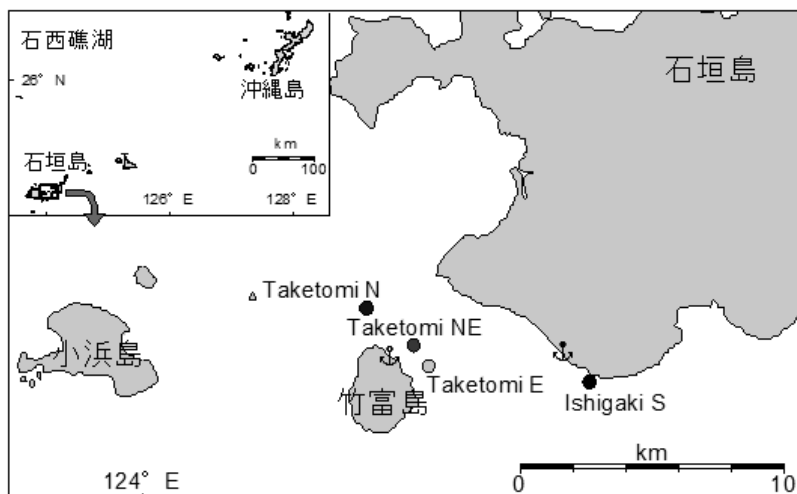 石西礁湖
26° N
沖縄島
石垣島
km
0 100
126° E 128° E
石垣島
Taketomi N
Taketomi NE
小浜島
Taketomi E
竹富島
Ishigaki S
km
124° E
0 10